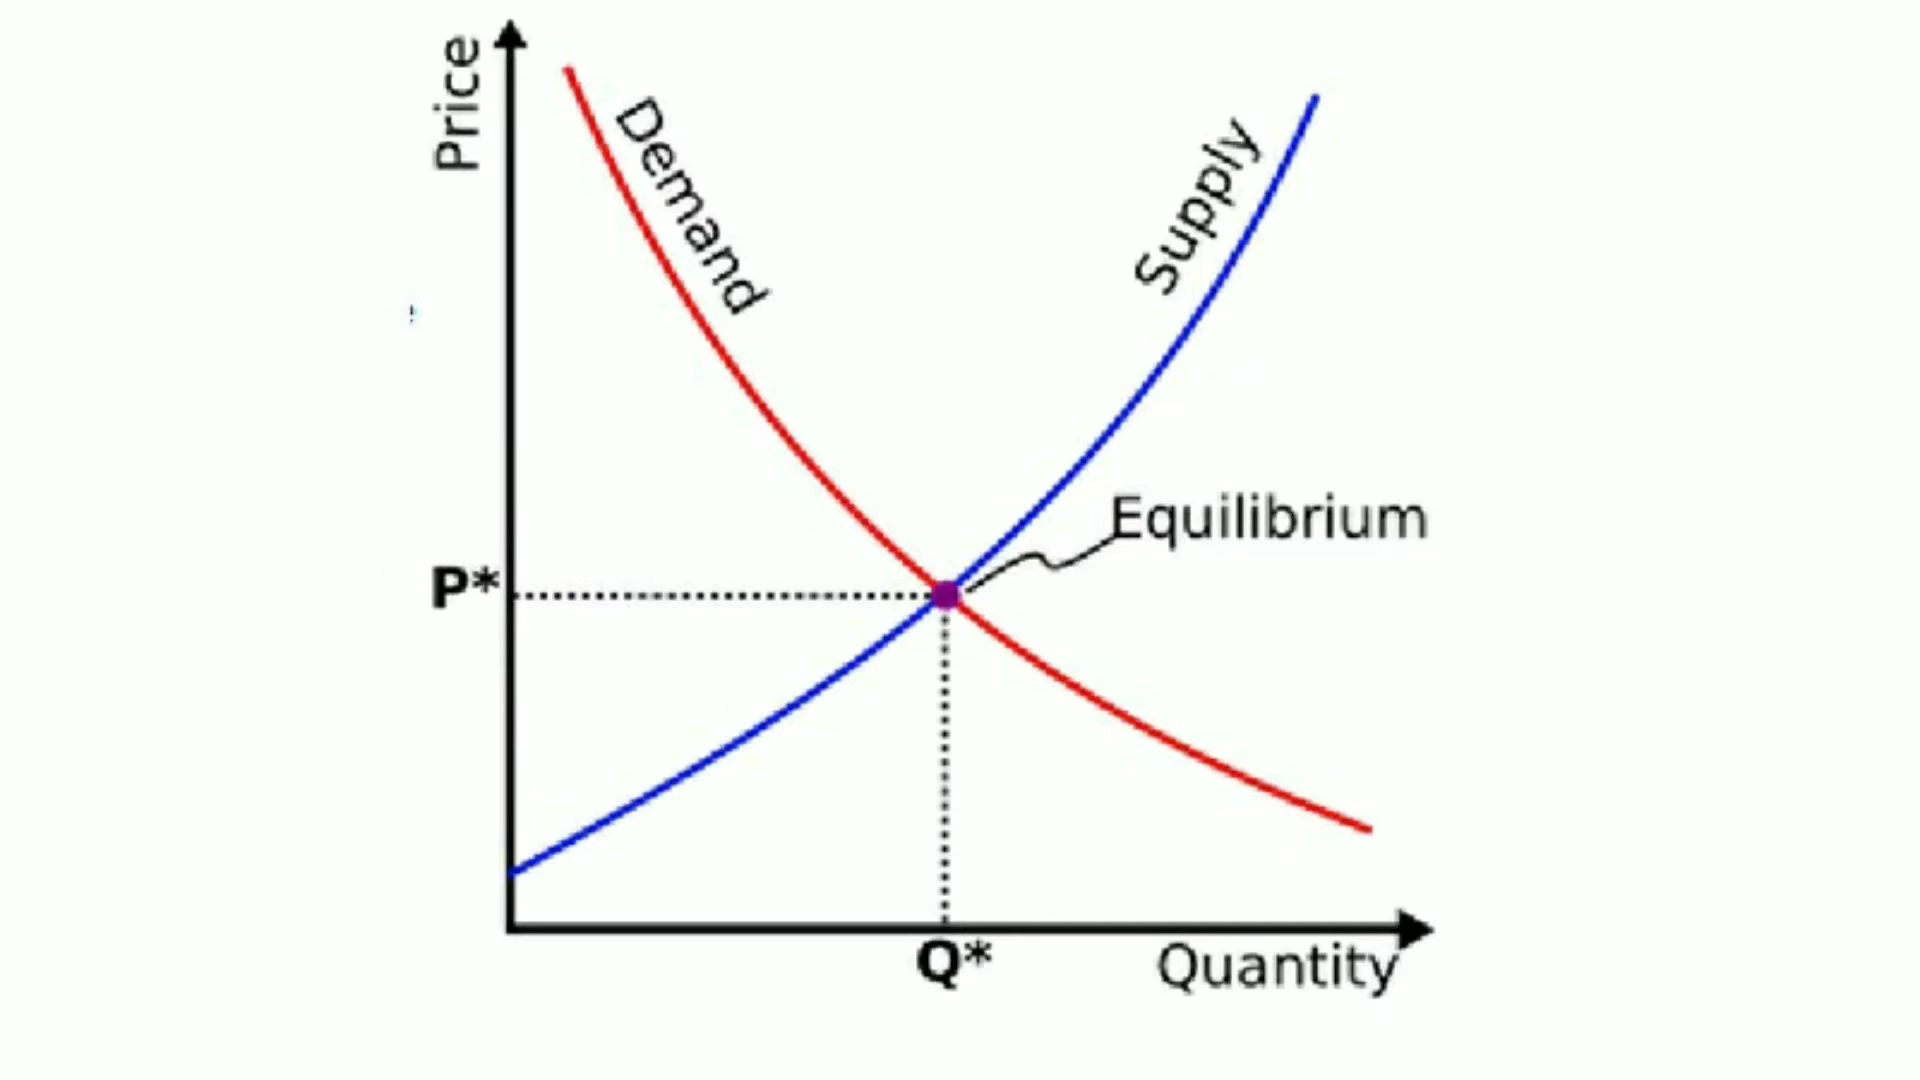 Price
Demand
Supply
Equilibrium
P*
Q*
Quantity